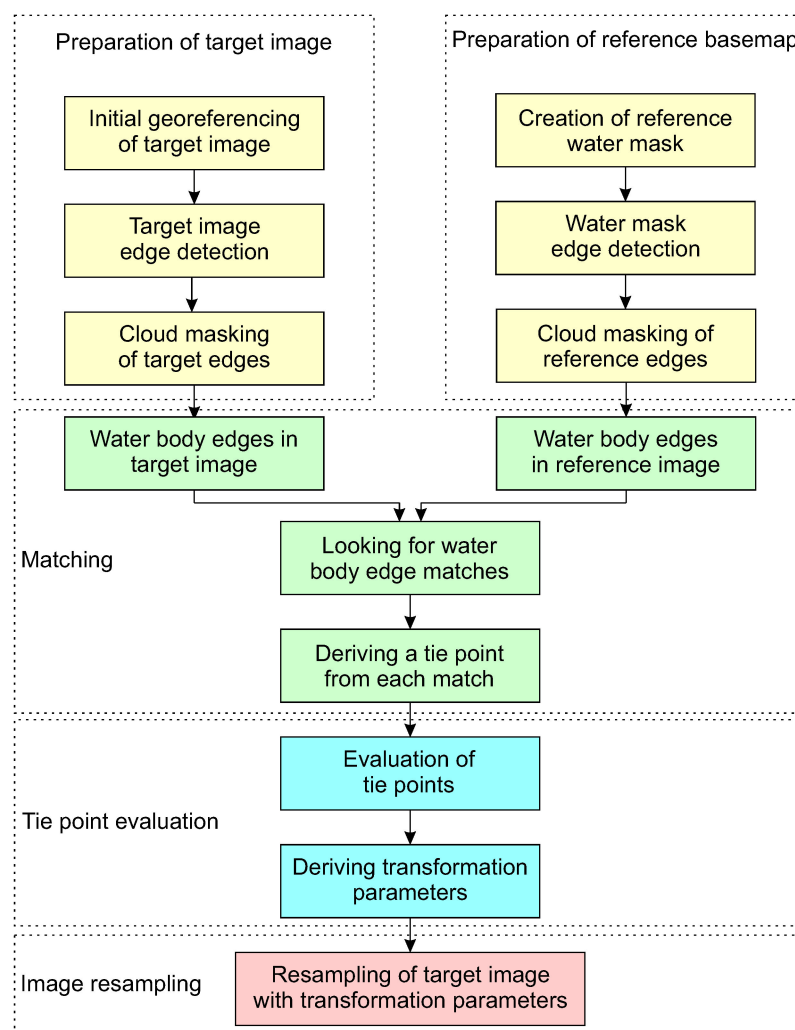 Preparation of target image
Initial georeferencing
of target image
Target image
edge detection
Cloud masking
of target edges
Preparation of reference basemap
Creation of reference
water mask
Water mask
edge detection
Cloud masking of
reference edges
Matching
Water body edges in
target image
Water body edges
in reference image
Looking for water
body edge matches
Deriving a tie point
from each match
Tie point evaluation
Evaluation of
tie points
Deriving transformation
parameters
Image resampling
Resampling of target image
with transformation parameters